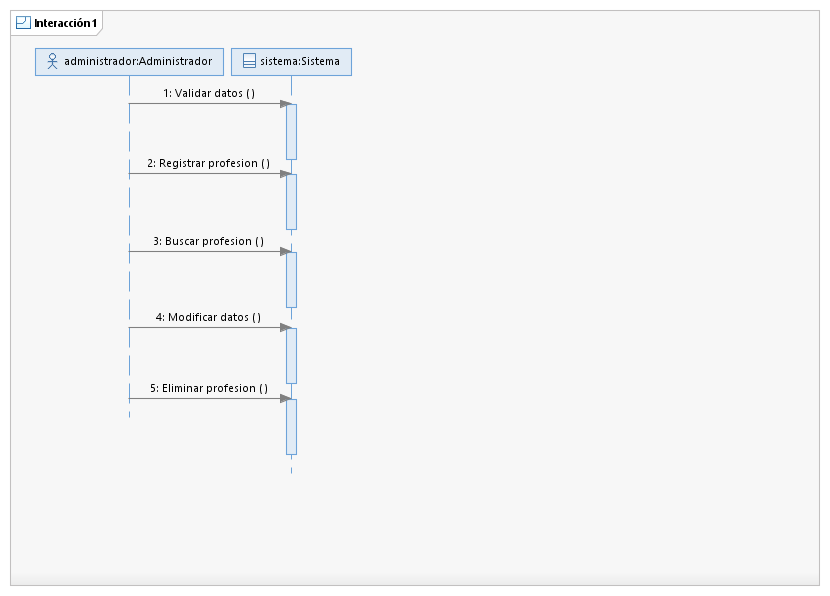 Interacción1
administrador:Administrador
sistema:Sistema
1: Validar datos ( )
2: Registrar profesion ( )
3: Buscar profesion ( )
4: Modificar datos ( )
5: Eliminar profesion ( )